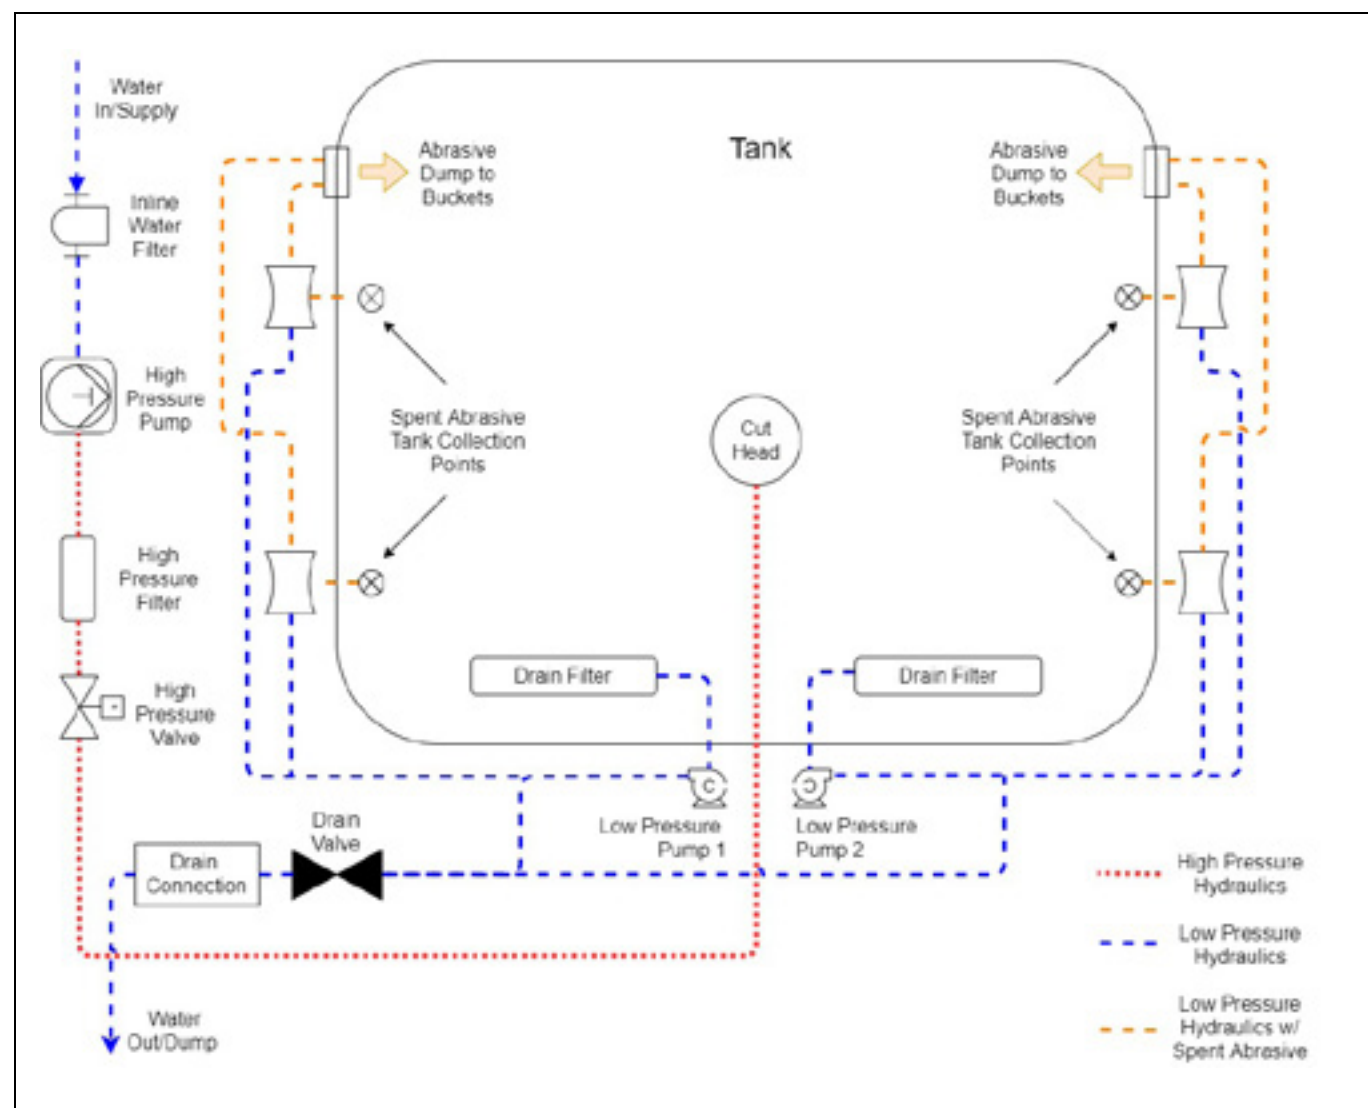 Water
In/Supply
Inline
Water
Filter
High
Pressure
Pump
High
Pressure
Filter
High
Pressure
Valve
Abrasive
Dump to
Buckets
Tank
Abrasive
Dump to
Buckets
Spent Abrasive
Tank Collection
Points
Cut
Head
Spent Abrasive
Tank Collection
Points
Drain Filter
Drain Filter
Low Pressure
Pump 1
Low Pressure
Pump 2
Drain
Valve
Drain
Connection
Water
Out/Dump
High Pressure
Hydraulics
Low Pressure
Hydraulics
Low Pressure
Hydraulics w/
Spent Abrasive